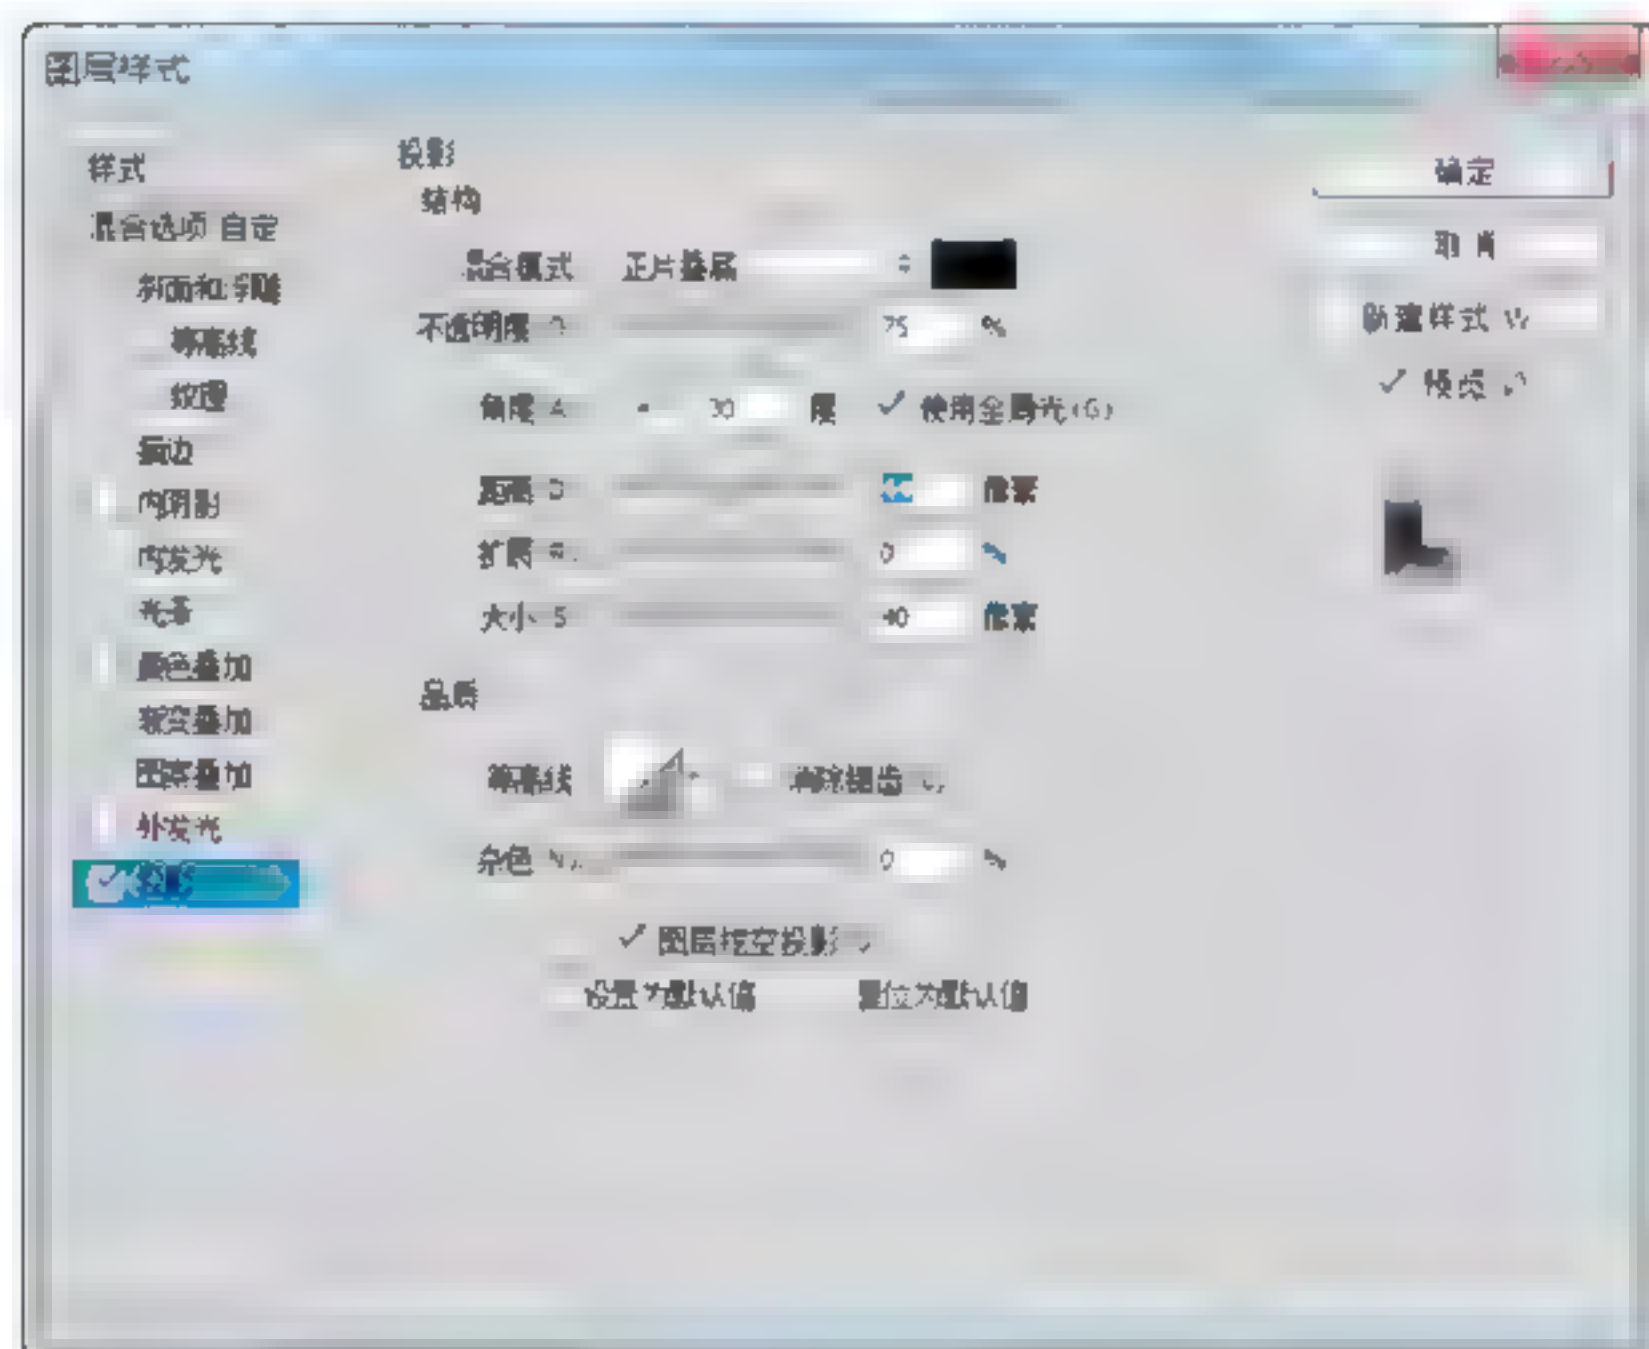 图层样式
样式
混合选项:自定
斜面和浮雕
等高线
纹理
描边
内阴影
内发光
光泽
颜色叠加
渐变叠加
图案叠加
外发光
投影
投影
结构
混合模式 正片叠底
不透明度 O 75 %
角度 A 度 使用全局光(G)
距离 D 像素
扩展 R 0 %
大小 S 40 像素
品质
等高线 消除锯齿
杂色 N 0 %
图层挖空投影
设置为默认值 复位为默认值
确定
取消
新建样式 W
预览